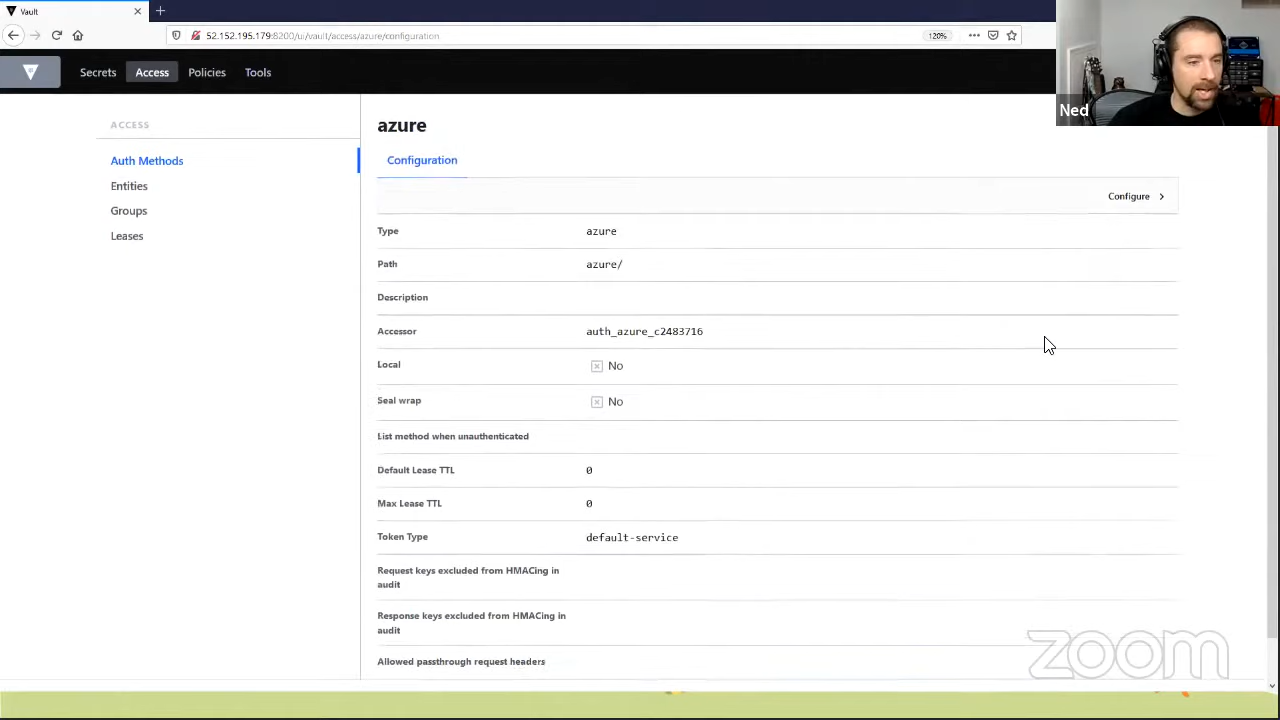 Vault
52.152.195.179:8200/ui/vault/access/azure/configuration
120%
Secrets
Access
Policies
Tools
Ned
ACCESS
Auth Methods
Entities
Groups
Leases
azure
Configuration
Configure
Type azure
Path azure/
Description
Accessor auth_azure_c2483716
Local No
Seal wrap No
List method when unauthenticated
Default Lease TTL 0
Max Lease TTL 0
Token Type default-service
Request keys excluded from HMACing in
audit
Response keys excluded from HMACing in
audit
Allowed passthrough request headers
zoom